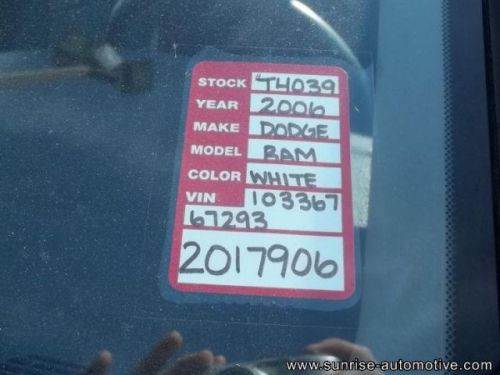 STOCK "T4039
YEAR 2006
MAKE DODGE
MODEL RAM
COLOR WHITE
VIN 103367
67293
2017906
www.sunrise-automotive.com